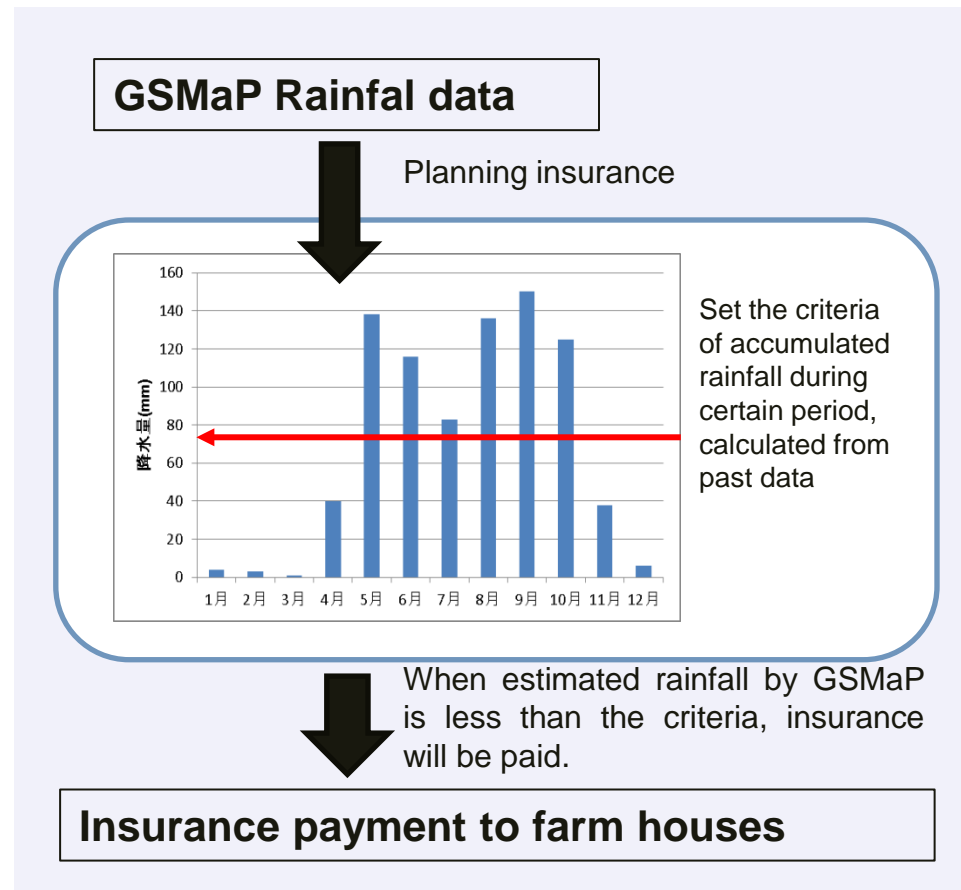 GSMaP Rainfal data
Planning insurance
160
140
120
100
80
60
40
20
0
降水量(mm)
1月 2月 3月 4月 5月 6月 7月 8月 9月 10月 11月 12月
Set the criteria
of accumulated
rainfall during
certain period,
calculated from
past data
When estimated rainfall by GSMaP
is less than the criteria, insurance
will be paid.
Insurance payment to farm houses